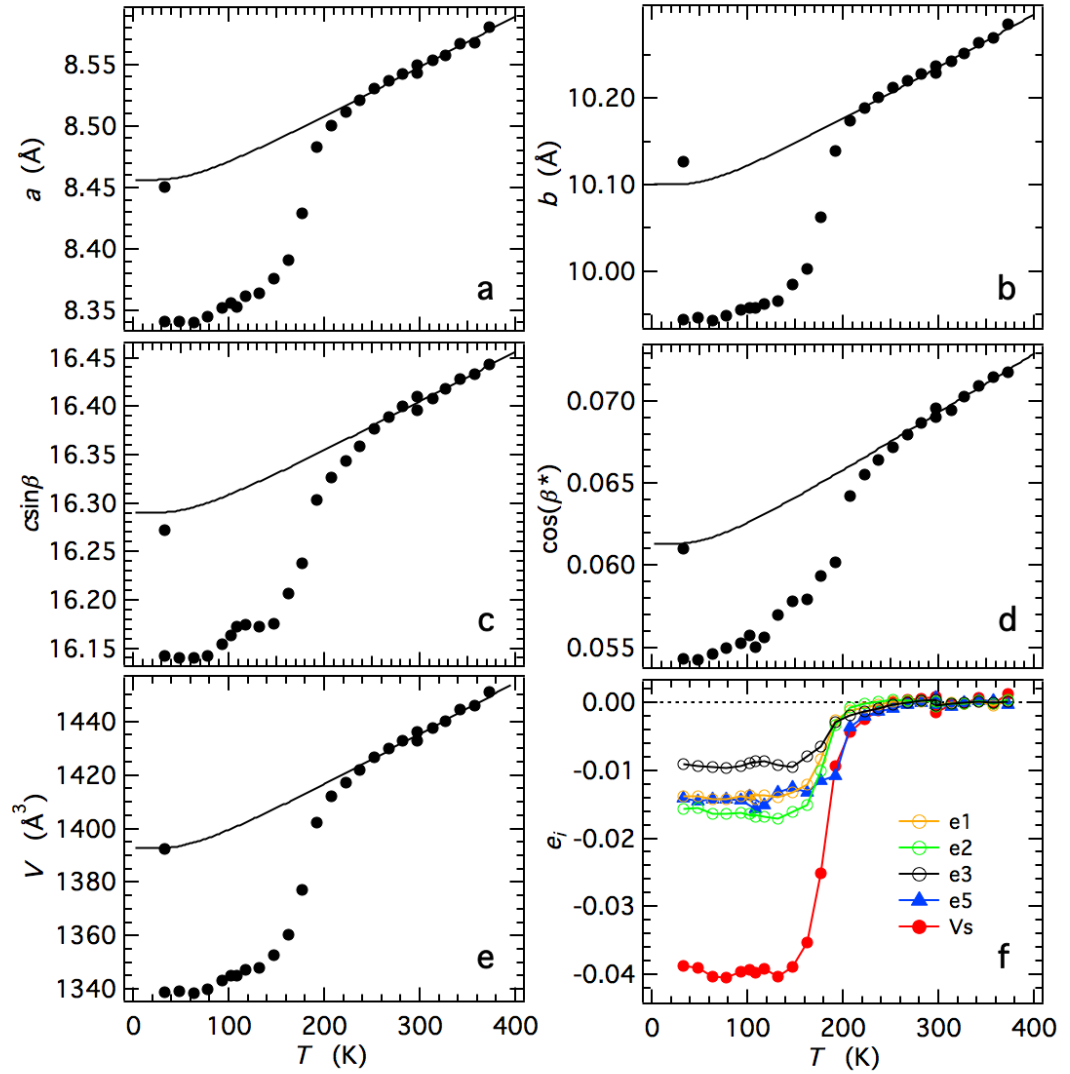 8.55
8.50
8.45
8.40
8.35
a (Å)
a
10.20
10.10
10.00
b (Å)
b
16.45
16.40
16.35
16.30
16.25
16.20
16.15
csinβ
c
0.070
0.065
0.060
0.055
cos(β*)
d
1440
1420
1400
1380
1360
1340
V (Å³)
e
0 100 200 300 400
T (K)
0.00
-0.01
-0.02
-0.03
-0.04
eᵢ
e1
e2
e3
e5
Vs
f
0 100 200 300 400
T (K)